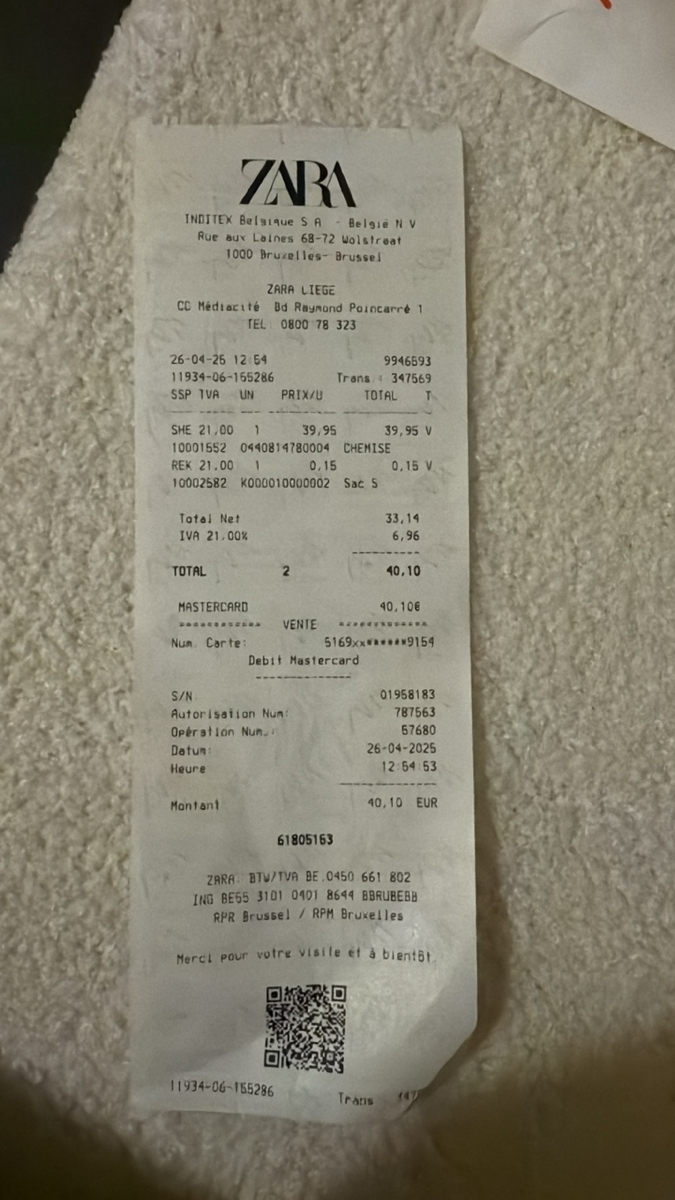 ZARA
INDITEX Belgique S A - België N V
Rue aux Laines 68-72 Wolstraat
1000 Bruxelles- Brussel
ZARA LIEGE
CC Médiacité Bd Raymond Poincarré 1
TEL 0800 78 323
26-04-25 12:54 9946593
11934-06-155286 Trans : 347569
SSP TVA UN PRIX/U TOTAL T
SHE 21,00 1 39,95 39,95 V
10001552 0440814780004 CHEMISE
REK 21.00 1 0,15 0,15 V
10002582 K000010000002 Sac S
Total Net 33,14
IVA 21.00% 6,96
----------
TOTAL 2 40,10
MASTERCARD 40,10€
============ VENTE ============
Num. Carte: 5169xx******9154
Debit Mastercard
--------------
S/N 01958183
Autorisation Num: 787563
Opération Num.: 57680
Datum: 26-04-2025
Heure 12:54:53
--------------
Montant 40,10 EUR
61805163
ZARA: BTW/TVA BE.0450 661 802
ING BE55 3101 0401 8644 BBRUBEBB
RPR Brussel / RPM Bruxelles
Merci pour votre visite et à bientôt.
11934-06-155286 Trans